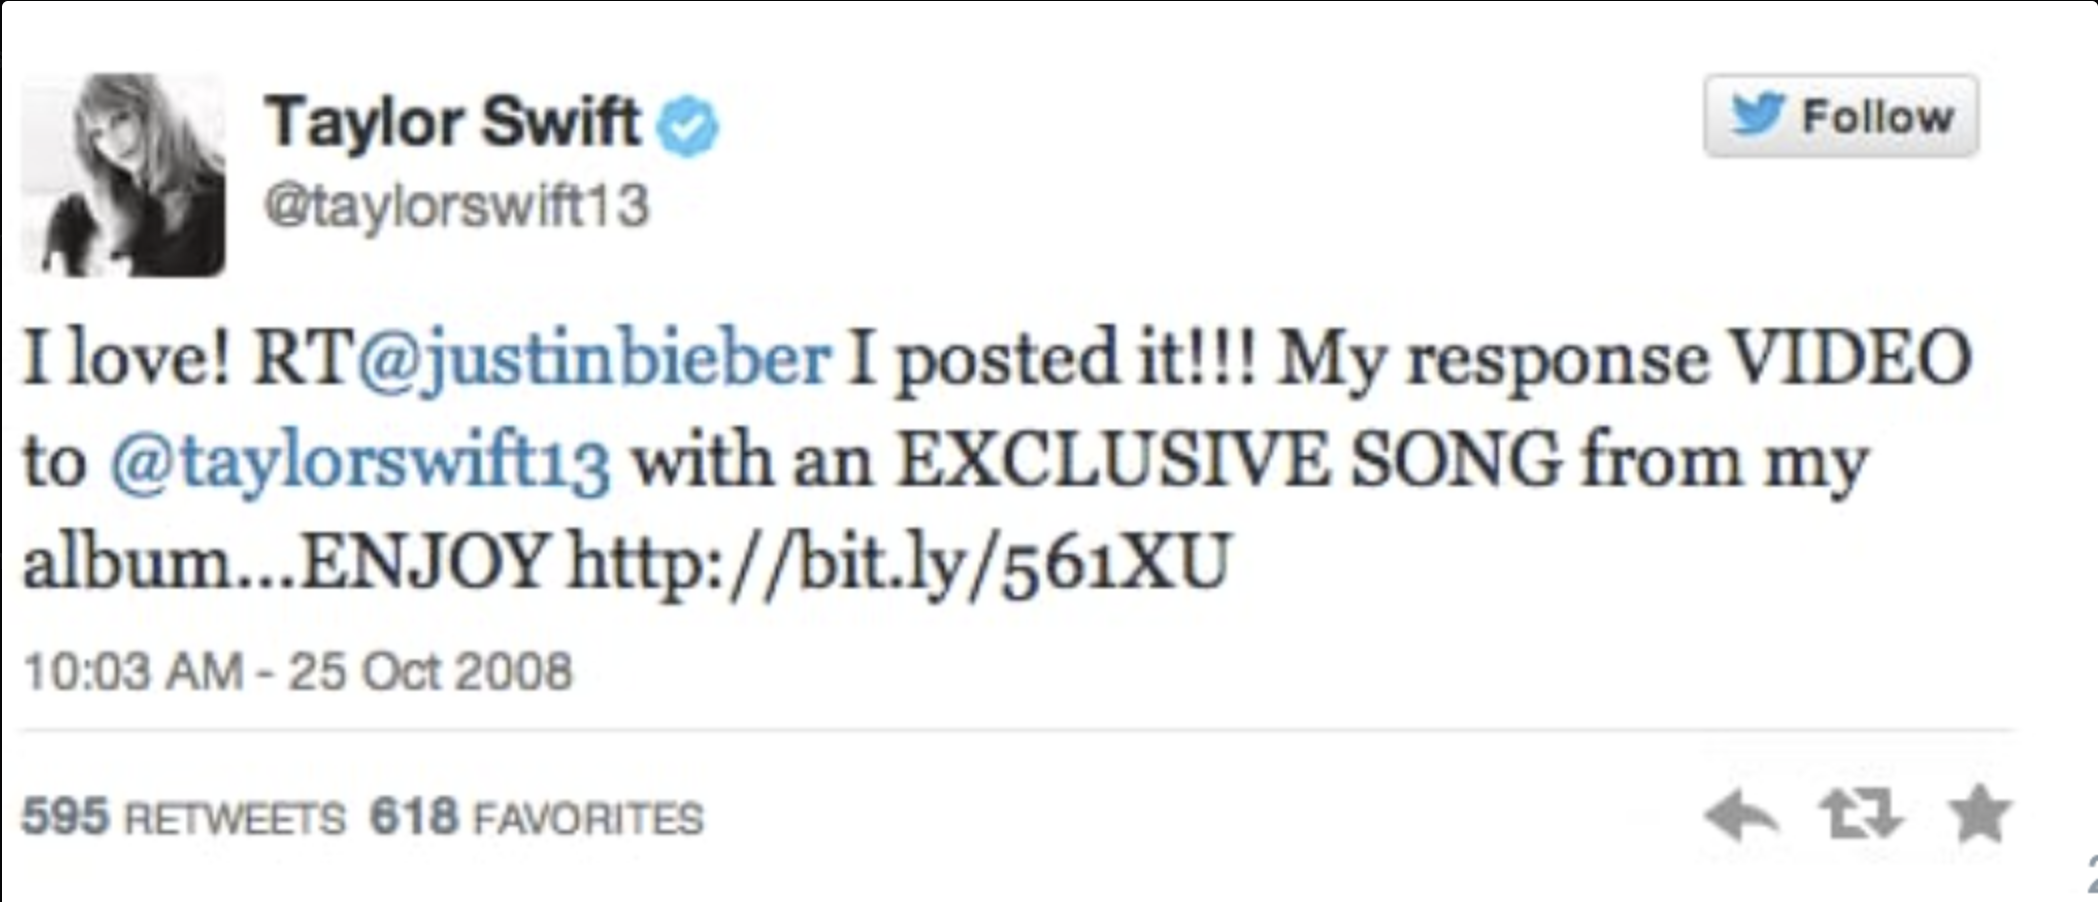 Taylor Swift
@taylorswift13
Follow
I love! RT@justinbieber I posted it!!! My response VIDEO
to @taylorswift13 with an EXCLUSIVE SONG from my
album...ENJOY http://bit.ly/561XU
10:03 AM - 25 Oct 2008
595 RETWEETS 618 FAVORITES